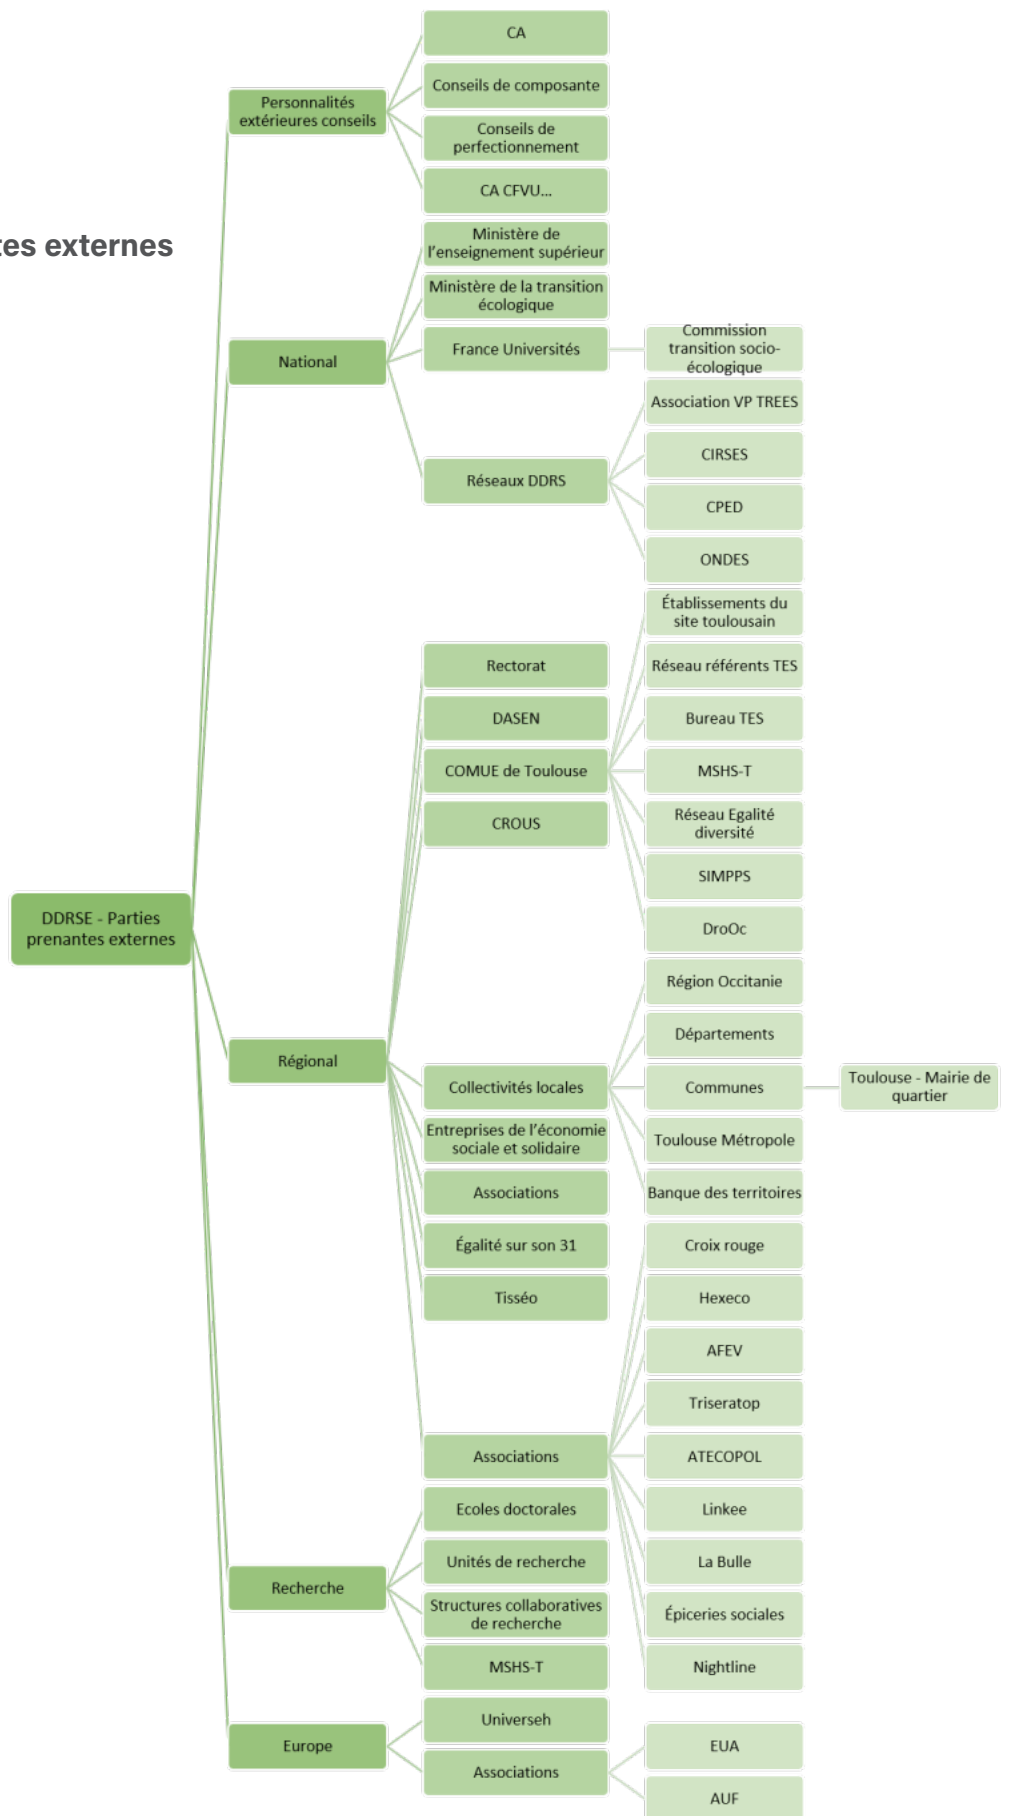 tes externes
CA
Conseils de composante
Personnalités
extérieures conseils
Conseils de
perfectionnement
CA CFVU...
Ministère de
l'enseignement supérieur
Ministère de la transition
écologique
National
France Universités
Commission
transition socio-
écologique
Association VP TREES
CIRSES
Réseaux DDRS
CPED
ONDES
Établissements du
site toulousain
Rectorat
Réseau référents TES
DASEN
Bureau TES
COMUE de Toulouse
MSHS-T
CROUS
Réseau Egalité
diversité
SIMPPS
DDRSE - Parties
prenantes externes
DroOc
Région Occitanie
Départements
Régional
Collectivités locales
Communes
Toulouse - Mairie de
quartier
Entreprises de l'économie
sociale et solidaire
Toulouse Métropole
Associations
Banque des territoires
Égalité sur son 31
Croix rouge
Tisséo
Hexeco
AFEV
Triseratop
Associations
ATECOPOL
Ecoles doctorales
Linkee
Unités de recherche
La Bulle
Recherche
Structures collaboratives
de recherche
Épiceries sociales
MSHS-T
Nightline
Universeh
Europe
EUA
Associations
AUF